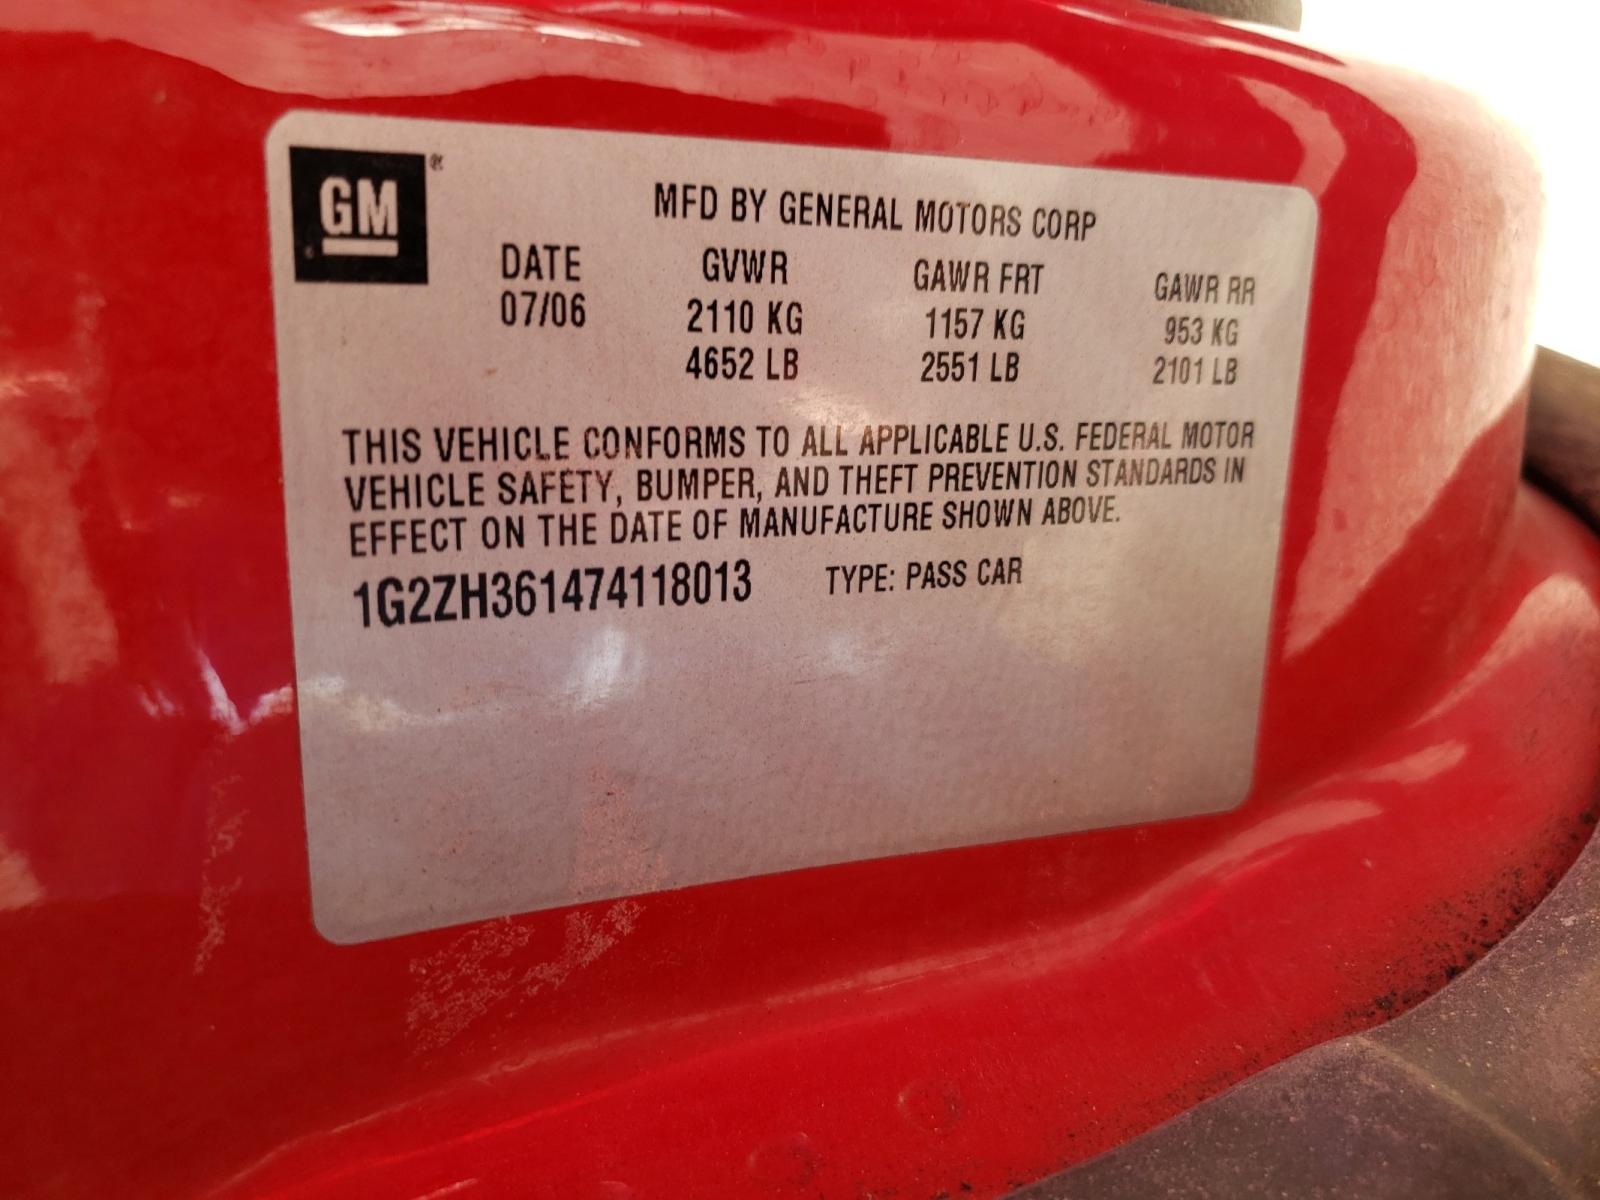 GM ®
MFD BY GENERAL MOTORS CORP
DATE GVWR GAWR FRT GAWR RR
07/06 2110 KG 1157 KG 953 KG
4652 LB 2551 LB 2101 LB
THIS VEHICLE CONFORMS TO ALL APPLICABLE U.S. FEDERAL MOTOR
VEHICLE SAFETY, BUMPER, AND THEFT PREVENTION STANDARDS IN
EFFECT ON THE DATE OF MANUFACTURE SHOWN ABOVE.
1G2ZH361474118013 TYPE: PASS CAR